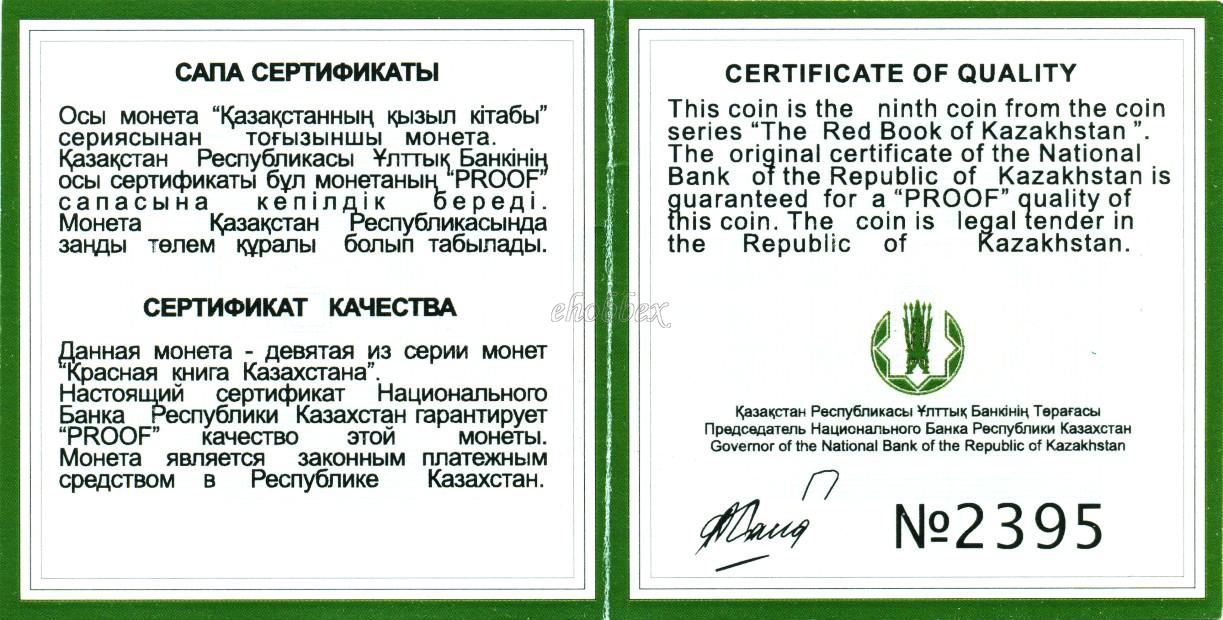 САПА СЕРТИФИКАТЫ
Осы монета “Қазақстанның қызыл кітабы”
сериясынан тоғызыншы монета.
Қазақстан Республикасы Ұлттық Банкінің
осы сертификаты бұл монетаның “PROOF”
сапасына кепілдік береді.
Монета Қазақстан Республикасында
заңды төлем құралы болып табылады.
СЕРТИФИКАТ КАЧЕСТВА
Данная монета - девятая из серии монет
“Красная книга Казахстана”.
Настоящий сертификат Национального
Банка Республики Казахстан гарантирует
“PROOF” качество этой монеты.
Монета является законным платежным
средством в Республике Казахстан.
ehobbex
CERTIFICATE OF QUALITY
This coin is the ninth coin from the coin
series “The Red Book of Kazakhstan ”.
The original certificate of the National
Bank of the Republic of Kazakhstan is
guaranteed for a “PROOF” quality of
this coin. The coin is legal tender in
the Republic of Kazakhstan.
Қазақстан Республикасы Ұлттық Банкінің Төрағасы
Председатель Национального Банка Республики Казахстан
Governor of the National Bank of the Republic of Kazakhstan
№2395